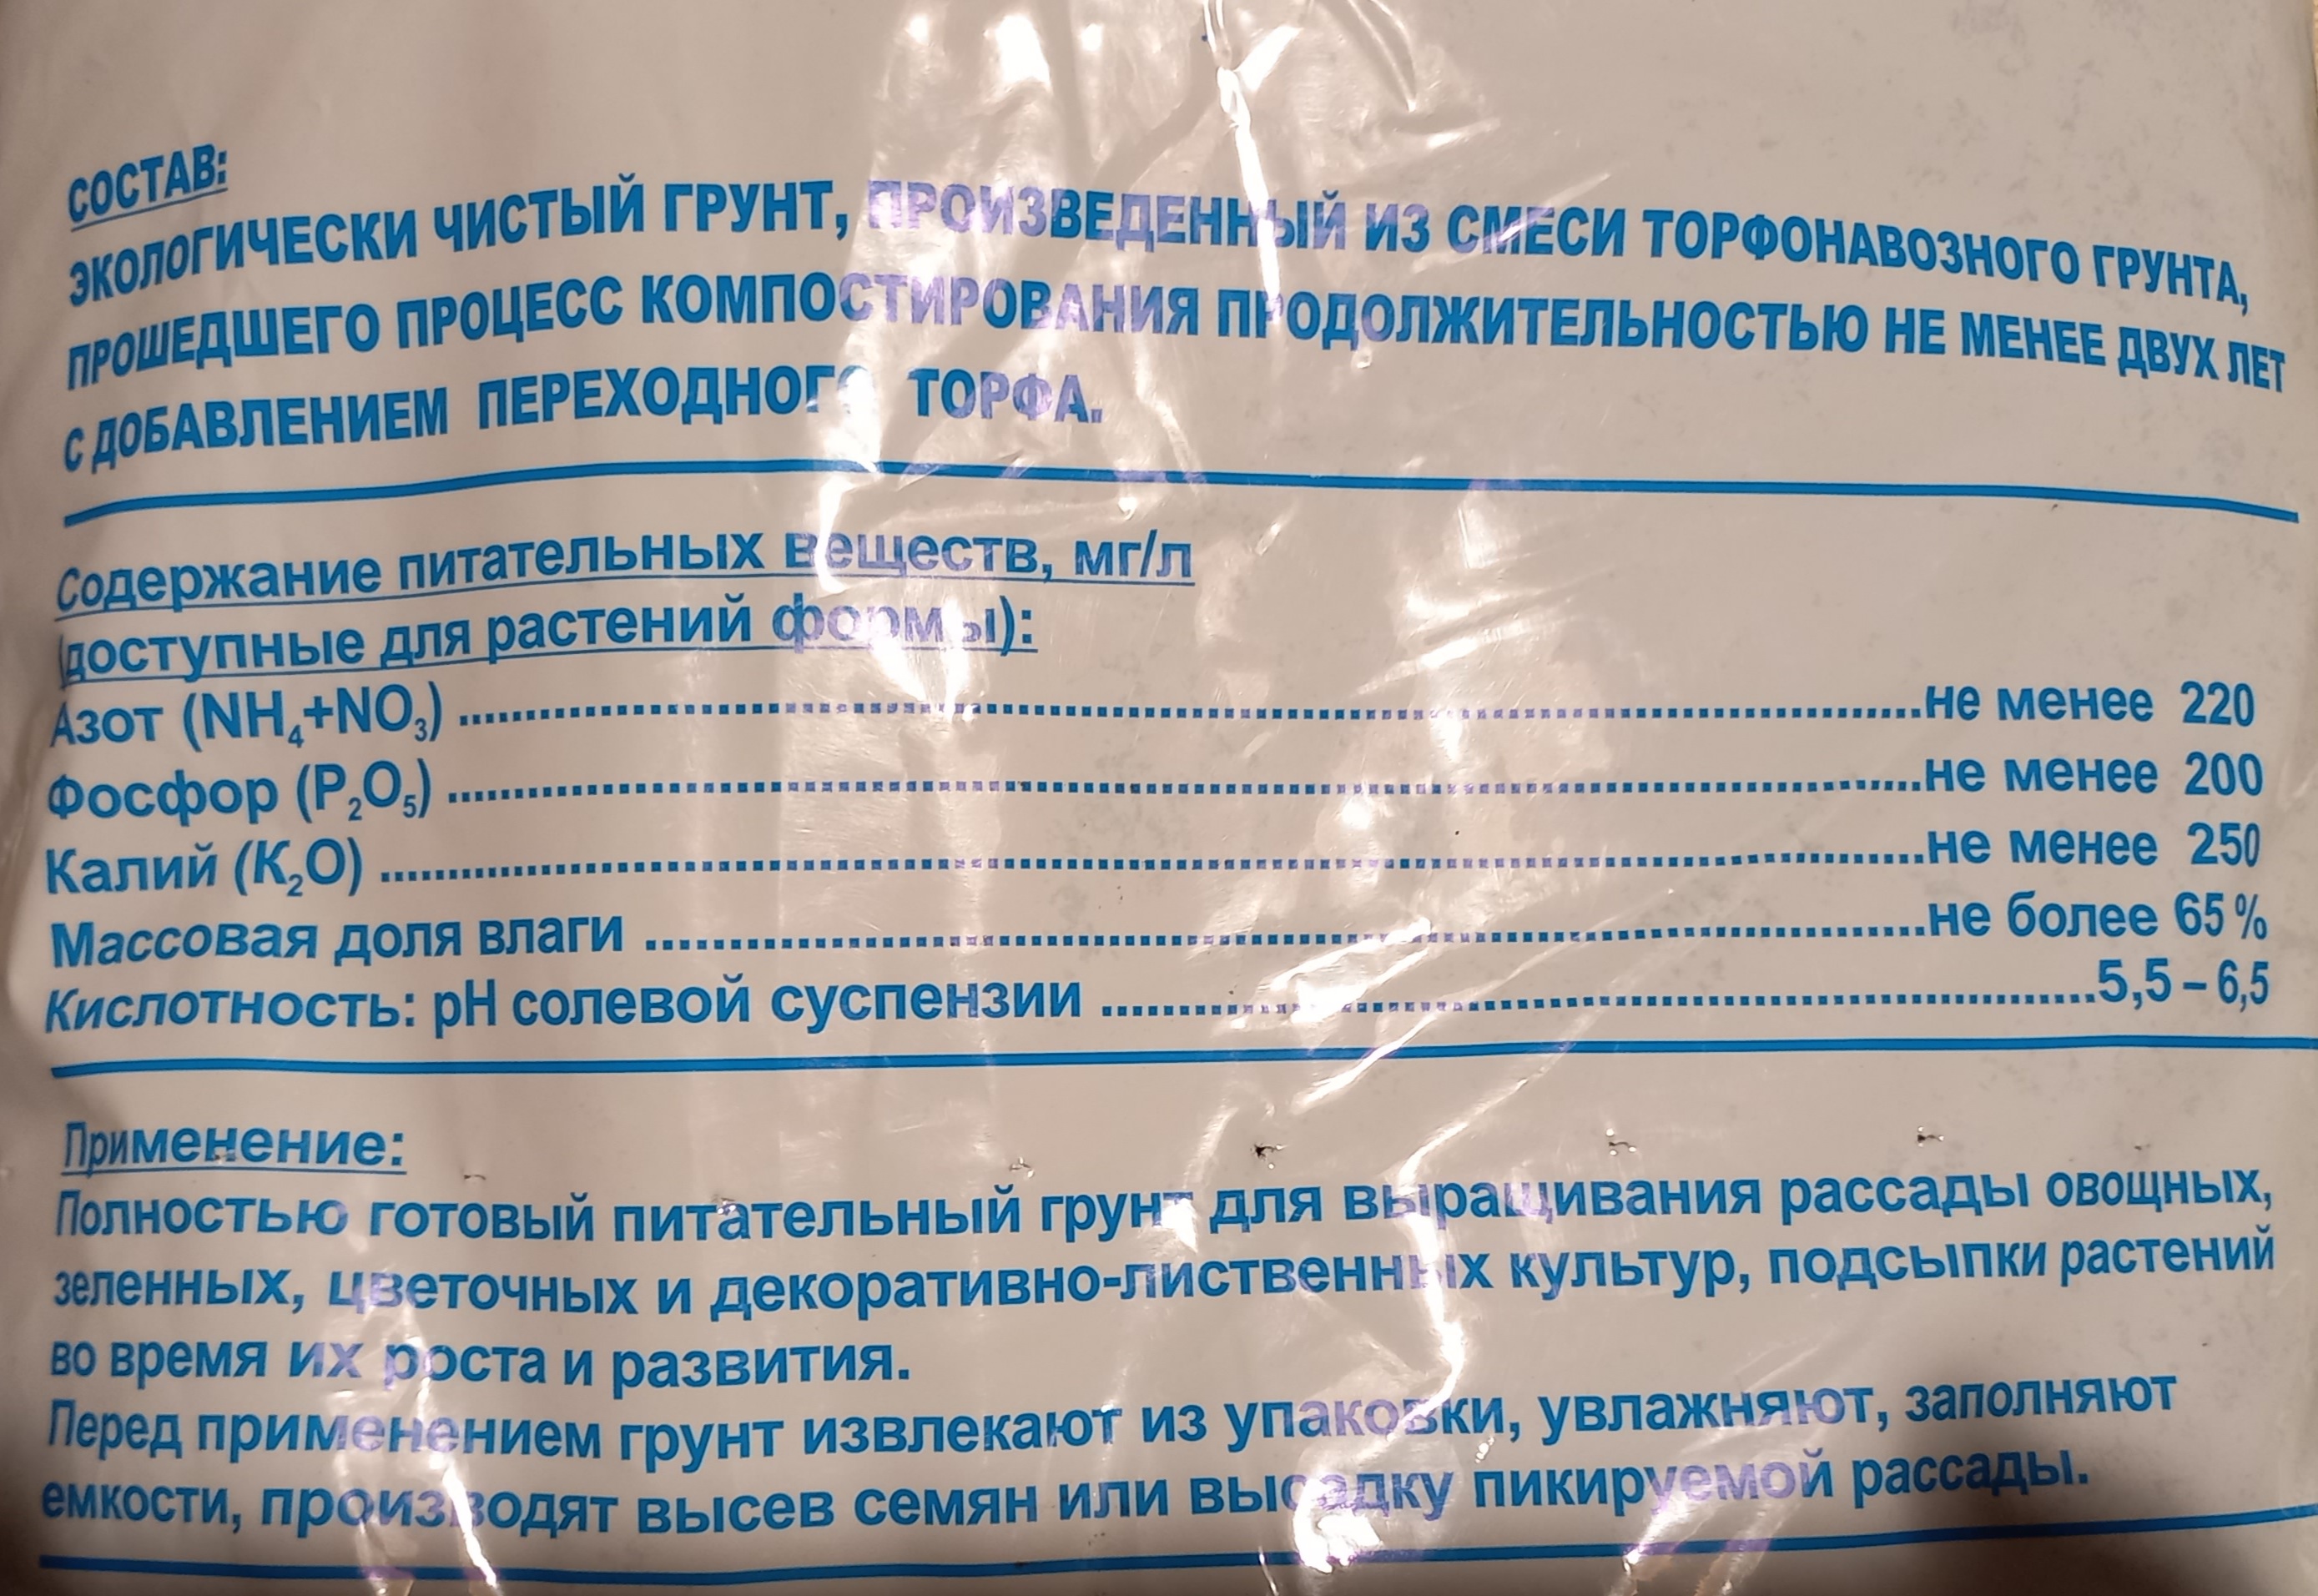 СОСТАВ:
ЭКОЛОГИЧЕСКИ ЧИСТЫЙ ГРУНТ, ПРОИЗВЕДЕННЫЙ ИЗ СМЕСИ ТОРФОНАВОЗНОГО ГРУНТА,
ПРОШЕДШЕГО ПРОЦЕСС КОМПОСТИРОВАНИЯ ПРОДОЛЖИТЕЛЬНОСТЬЮ НЕ МЕНЕЕ ДВУХ ЛЕТ
С ДОБАВЛЕНИЕМ ПЕРЕХОДНОГО ТОРФА.
Содержание питательных веществ, мг/л
(доступные для растений формы):
Азот (NH₄+NO₃) ........................................не менее 220
Фосфор (P₂O₅) ........................................не менее 200
Калий (K₂O) ........................................не менее 250
Массовая доля влаги ........................................не более 65 %
Кислотность: pH солевой суспензии ........................................5,5 – 6,5
Применение:
Полностью готовый питательный грунт для выращивания рассады овощных,
зеленных, цветочных и декоративно-лиственных культур, подсыпки растений
во время их роста и развития.
Перед применением грунт извлекают из упаковки, увлажняют, заполняют
емкости, производят высев семян или высадку пикируемой рассады.